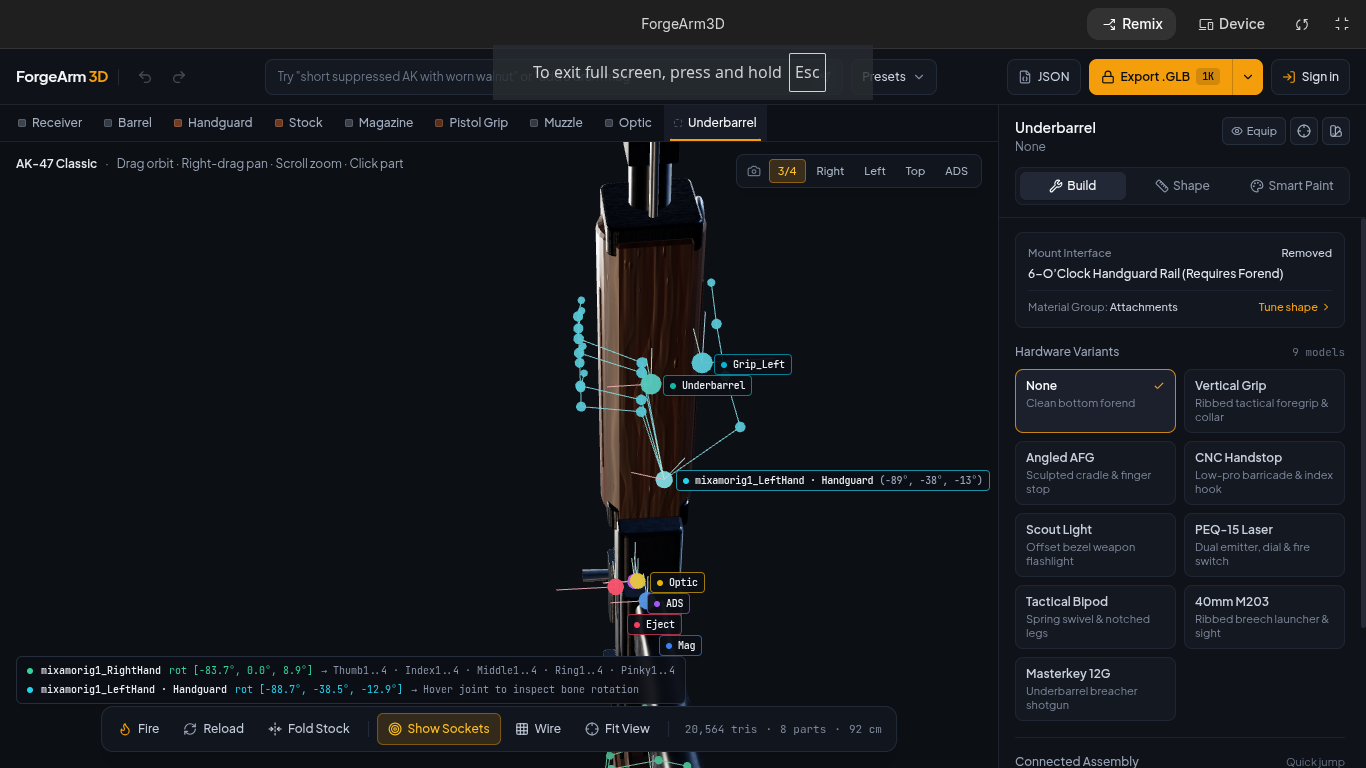 ForgeArm3D
Remix
Device
ForgeArm 3D
Try "short suppressed AK with worn walnut" or
To exit full screen, press and hold Esc
Presets
JSON
Export .GLB 1K
Sign in
Receiver
Barrel
Handguard
Stock
Magazine
Pistol Grip
Muzzle
Optic
Underbarrel
AK-47 Classic · Drag orbit · Right-drag pan · Scroll zoom · Click part
3/4
Right
Left
Top
ADS
Grip_Left
Underbarrel
mixamorig1_LeftHand · Handguard (-89°, -38°, -13°)
Optic
ADS
Eject
Mag
mixamorig1_RightHand rot [-83.7°, 0.0°, 8.9°] → Thumb1..4 · Index1..4 · Middle1..4 · Ring1..4 · Pinky1..4
mixamorig1_LeftHand · Handguard rot [-88.7°, -38.5°, -12.9°] → Hover joint to inspect bone rotation
Fire
Reload
Fold Stock
Show Sockets
Wire
Fit View
20,564 tris · 8 parts · 92 cm
Underbarrel
None
Equip
Build
Shape
Smart Paint
Mount Interface
Removed
6-O'Clock Handguard Rail (Requires Forend)
Material Group: Attachments
Tune shape
Hardware Variants
9 models
None
Clean bottom forend
Vertical Grip
Ribbed tactical foregrip &
collar
Angled AFG
Sculpted cradle & finger
stop
CNC Handstop
Low-pro barricade & index
hook
Scout Light
Offset bezel weapon
flashlight
PEQ-15 Laser
Dual emitter, dial & fire
switch
Tactical Bipod
Spring swivel & notched
legs
40mm M203
Ribbed breech launcher &
sight
Masterkey 12G
Underbarrel breacher
shotgun
Connected Assembly
Quick jump